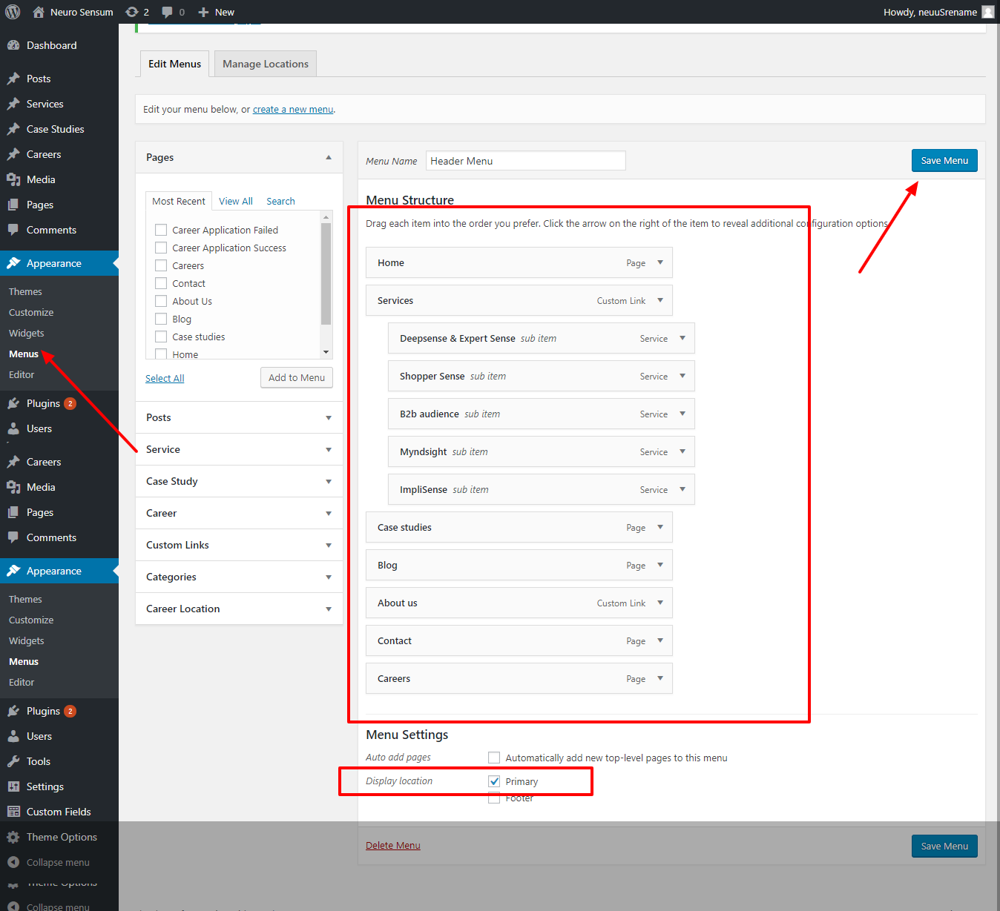 Neuro Sensum 2 0 New Howdy, neuuSrename
Dashboard
Posts
Services
Case Studies
Careers
Media
Pages
Comments
Appearance
Themes
Customize
Widgets
Menus
Editor
Plugins 2
Users
Careers
Media
Pages
Comments
Appearance
Themes
Customize
Widgets
Menus
Editor
Plugins 2
Users
Tools
Settings
Custom Fields
Theme Options
Collapse menu
Theme Options
Collapse menu
Edit Menus Manage Locations
Edit your menu below, or create a new menu.
Pages
Most Recent View All Search
Career Application Failed
Career Application Success
Careers
Contact
About Us
Blog
Case studies
Home
Select All Add to Menu
Posts
Service
Case Study
Career
Custom Links
Categories
Career Location
Menu Name Header Menu Save Menu
Menu Structure
Drag each item into the order you prefer. Click the arrow on the right of the item to reveal additional configuration options.
Home Page
Services Custom Link
Deepsense & Expert Sense sub item Service
Shopper Sense sub item Service
B2b audience sub item Service
Myndsight sub item Service
ImpliSense sub item Service
Case studies Page
Blog Page
About us Custom Link
Contact Page
Careers Page
Menu Settings
Auto add pages Automatically add new top-level pages to this menu
Display location Primary
Footer
Delete Menu Save Menu